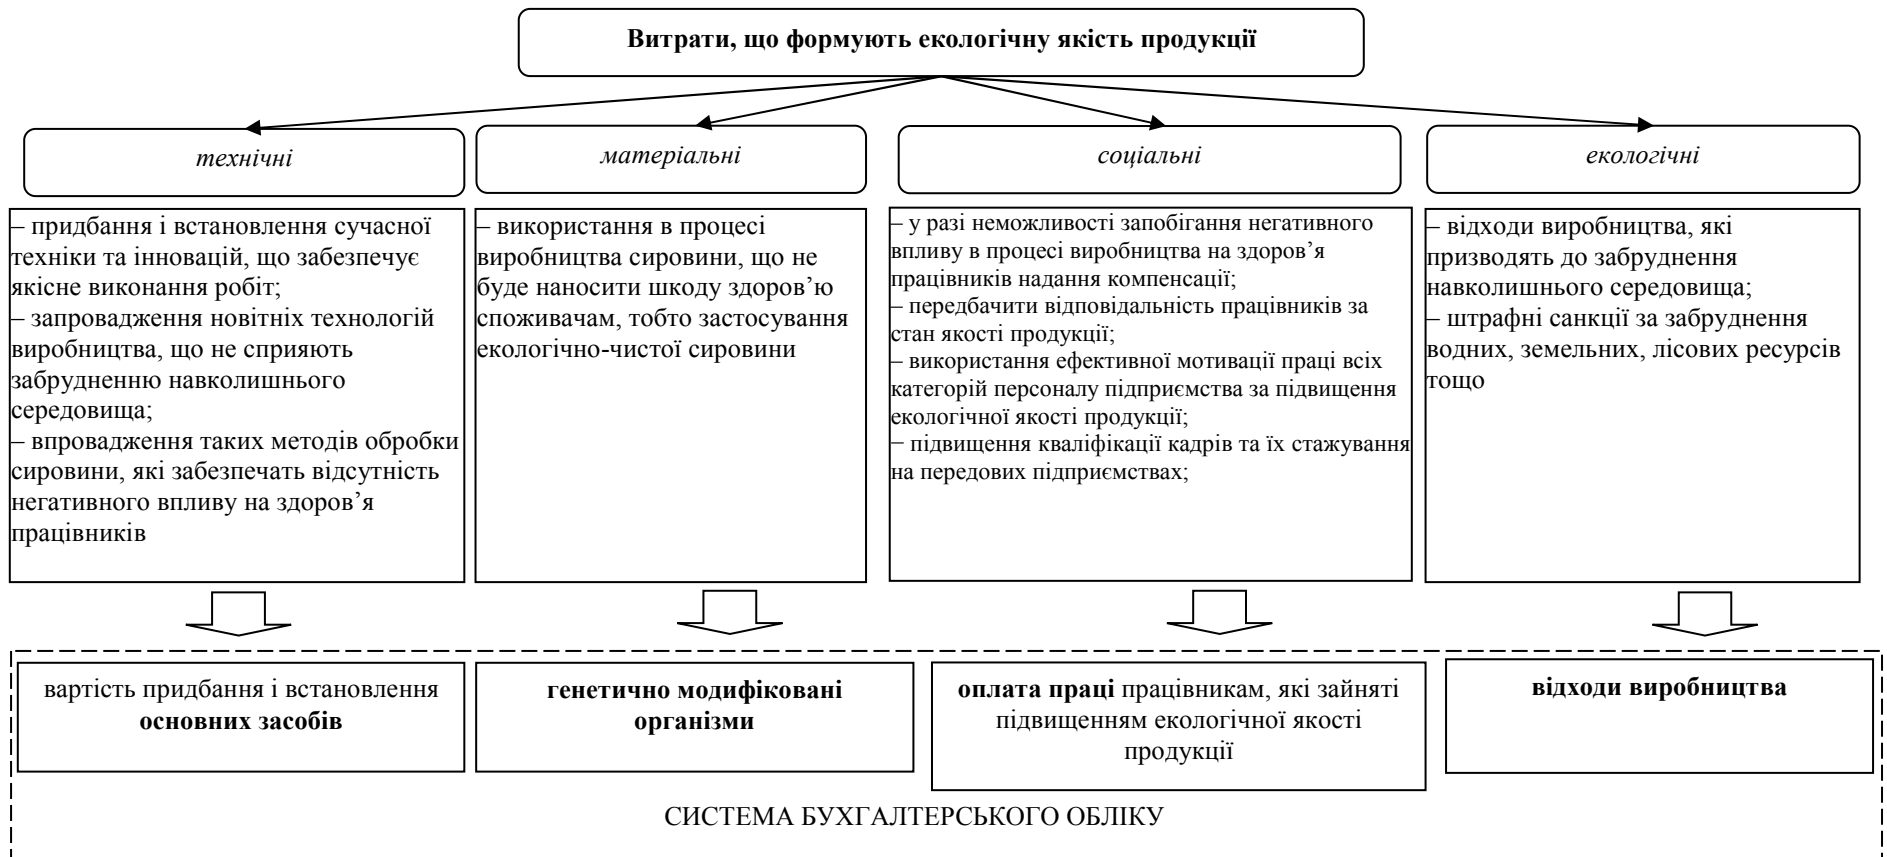 Витрати, що формують екологічну якість продукції
технічні
матеріальні
соціальні
екологічні
– придбання і встановлення сучасної
техніки та інновацій, що забезпечує
якісне виконання робіт;
– запровадження новітніх технологій
виробництва, що не сприяють
забрудненню навколишнього
середовища;
– впровадження таких методів обробки
сировини, які забезпечать відсутність
негативного впливу на здоров’я
працівників
– використання в процесі
виробництва сировини, що не
буде наносити шкоду здоров’ю
споживачам, тобто застосування
екологічно-чистої сировини
– у разі неможливості запобігання негативного
впливу в процесі виробництва на здоров’я
працівників надання компенсації;
– передбачити відповідальність працівників за
стан якості продукції;
– використання ефективної мотивації праці всіх
категорій персоналу підприємства за підвищення
екологічної якості продукції;
– підвищення кваліфікації кадрів та їх стажування
на передових підприємствах;
– відходи виробництва, які
призводять до забруднення
навколишнього середовища;
– штрафні санкції за забруднення
водних, земельних, лісових ресурсів
тощо
вартість придбання і встановлення
основних засобів
генетично модифіковані
організми
оплата праці працівникам, які зайняті
підвищенням екологічної якості
продукції
відходи виробництва
СИСТЕМА БУХГАЛТЕРСЬКОГО ОБЛІКУ